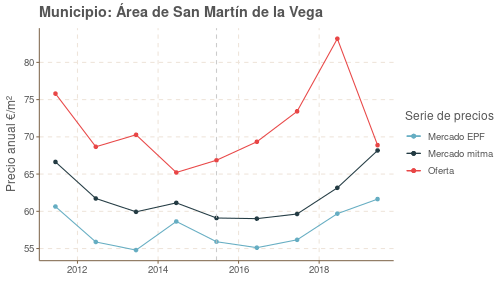 Municipio: Área de San Martín de la Vega
Precio anual €/m²
80
75
70
65
60
55
2012
2014
2016
2018
Serie de precios
Mercado EPF
Mercado mitma
Oferta